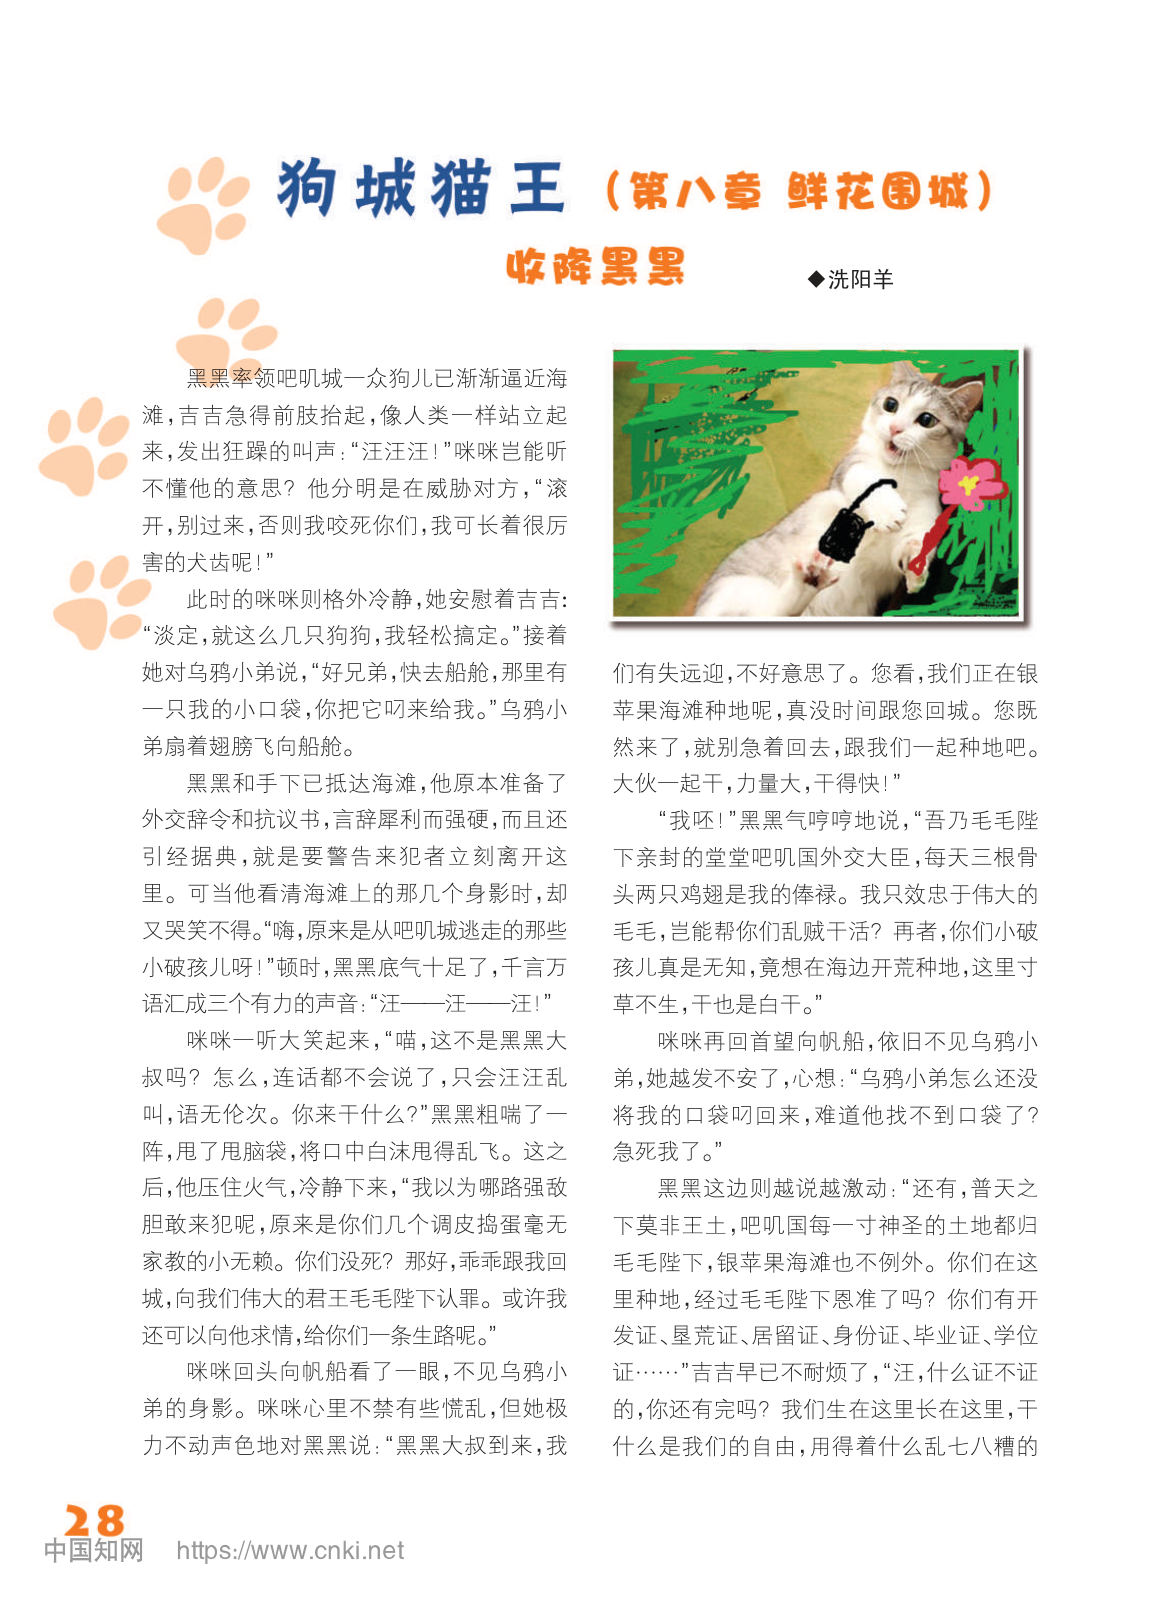 狗城猫王(第八章 鲜花围城)
收降黑黑
◆冼阳羊
黑黑率领吧叽城一众狗儿已渐渐逼近海
滩,吉吉急得前肢抬起,像人类一样站立起
来,发出狂躁的叫声:“汪汪汪!”咪咪岂能听
不懂他的意思? 他分明是在威胁对方,“滚
开,别过来,否则我咬死你们,我可长着很厉
害的犬齿呢!”
此时的咪咪则格外冷静,她安慰着吉吉:
“淡定,就这么几只狗狗,我轻松搞定。”接着
她对乌鸦小弟说,“好兄弟,快去船舱,那里有
一只我的小口袋,你把它叼来给我。”乌鸦小
弟扇着翅膀飞向船舱。
黑黑和手下已抵达海滩,他原本准备了
外交辞令和抗议书,言辞犀利而强硬,而且还
引经据典,就是要警告来犯者立刻离开这
里。可当他看清海滩上的那几个身影时,却
又哭笑不得。“嗨,原来是从吧叽城逃走的那些
小破孩儿呀!”顿时,黑黑底气十足了,千言万
语汇成三个有力的声音:“汪——汪——汪!”
咪咪一听大笑起来,“喵,这不是黑黑大
叔吗? 怎么,连话都不会说了,只会汪汪乱
叫,语无伦次。你来干什么?”黑黑粗喘了一
阵,甩了甩脑袋,将口中白沫甩得乱飞。这之
后,他压住火气,冷静下来,“我以为哪路强敌
胆敢来犯呢,原来是你们几个调皮捣蛋毫无
家教的小无赖。你们没死? 那好,乖乖跟我回
城,向我们伟大的君王毛毛陛下认罪。或许我
还可以向他求情,给你们一条生路呢。”
咪咪回头向帆船看了一眼,不见乌鸦小
弟的身影。咪咪心里不禁有些慌乱,但她极
力不动声色地对黑黑说:“黑黑大叔到来,我
们有失远迎,不好意思了。您看,我们正在银
苹果海滩种地呢,真没时间跟您回城。您既
然来了,就别急着回去,跟我们一起种地吧。
大伙一起干,力量大,干得快!”
“我呸!”黑黑气哼哼地说,“吾乃毛毛陛
下亲封的堂堂吧叽国外交大臣,每天三根骨
头两只鸡翅是我的俸禄。我只效忠于伟大的
毛毛,岂能帮你们乱贼干活? 再者,你们小破
孩儿真是无知,竟想在海边开荒种地,这里寸
草不生,干也是白干。”
咪咪再回首望向帆船,依旧不见乌鸦小
弟,她越发不安了,心想:“乌鸦小弟怎么还没
将我的口袋叼回来,难道他找不到口袋了?
急死我了。”
黑黑这边则越说越激动:“还有,普天之
下莫非王土,吧叽国每一寸神圣的土地都归
毛毛陛下,银苹果海滩也不例外。你们在这
里种地,经过毛毛陛下恩准了吗? 你们有开
发证、垦荒证、居留证、身份证、毕业证、学位
证……”吉吉早已不耐烦了,“汪,什么证不证
的,你还有完吗? 我们生在这里长在这里,干
什么是我们的自由,用得着什么乱七八糟的
28
中国知网 https://www.cnki.net